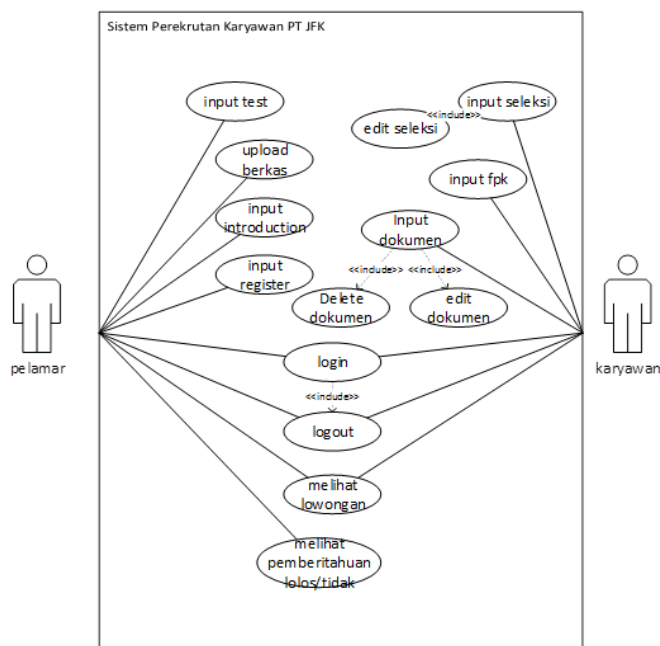 Sistem Perekrutan Karyawan PT JFK
input test
input seleksi
<<include>>
edit seleksi
upload
berkas
input fpk
input
introduction
Input
dokumen
input
register
<<include>>
<<include>>
Delete
dokumen
edit
dokumen
pelamar
karyawan
login
<<include>>
logout
melihat
lowongan
melihat
pemberitahuan
lolos/tidak